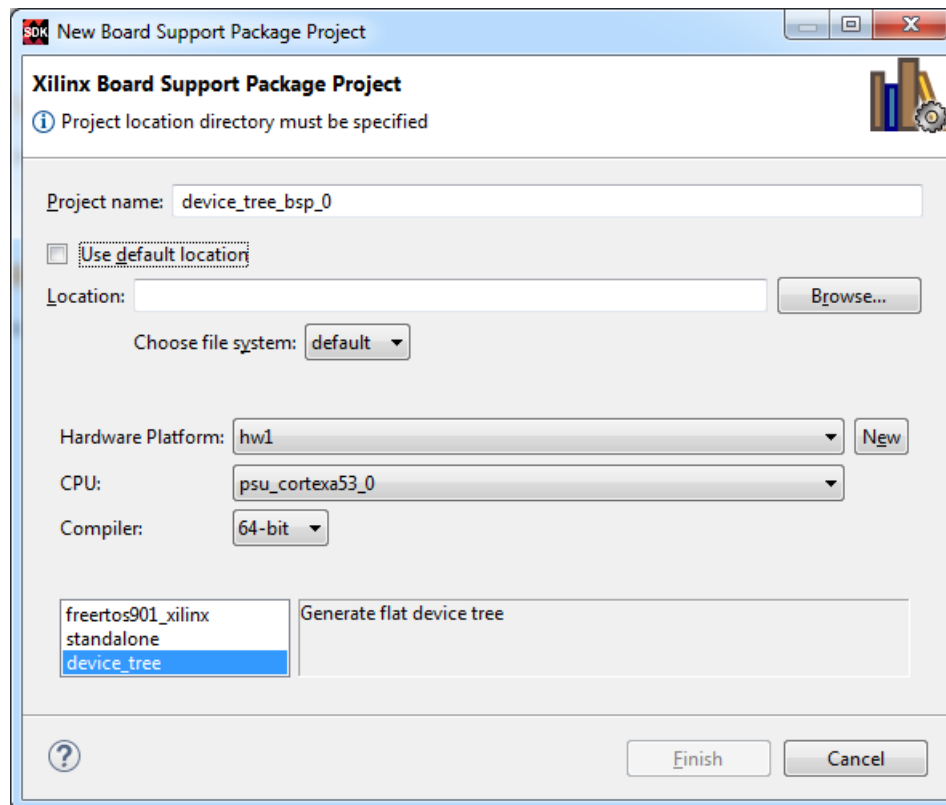 SDK New Board Support Package Project
Xilinx Board Support Package Project
Project location directory must be specified
Project name: device_tree_bsp_0
Use default location
Location: Browse...
Choose file system: default
Hardware Platform: hw1 New
CPU: psu_cortexa53_0
Compiler: 64-bit
freertos901_xilinx Generate flat device tree
standalone
device_tree
Finish Cancel